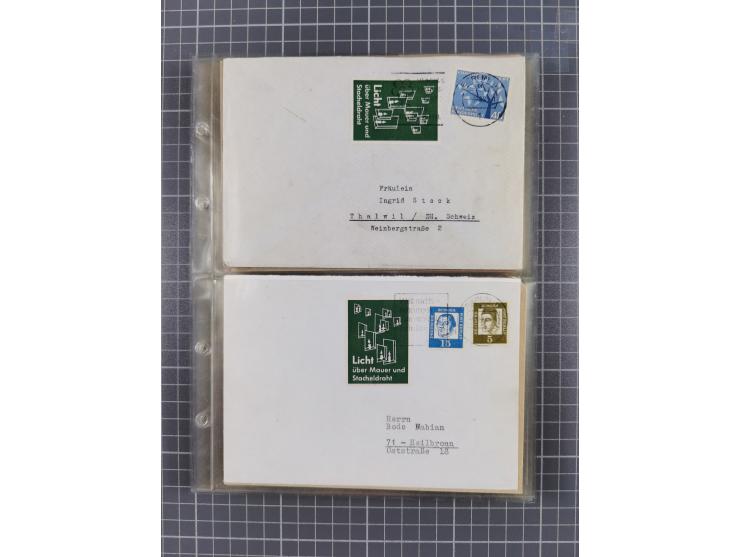 Licht
über Mauer und
Stacheldraht
Fräulein
Ingrid Stock
Thalwil / ZH. Schweiz
Weinbergstraße 2
Licht
über Mauer und
Stacheldraht
15
5
Herrn
Bodo Mabian
71 - Heilbronn
Oststraße 18